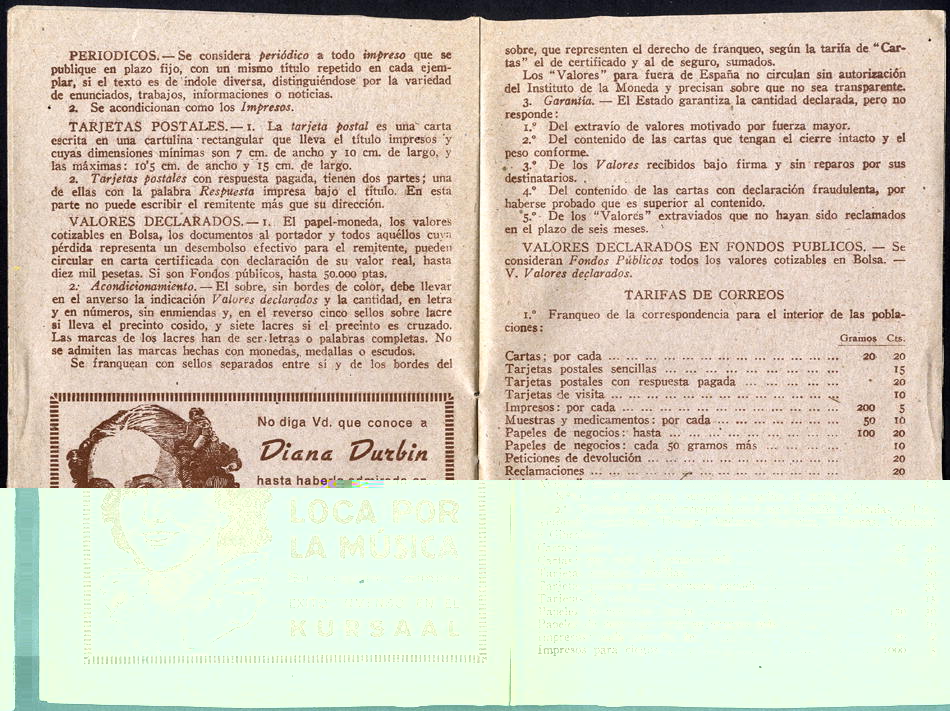 PERIODICOS.—Se considera periódico a todo impreso que se
publique en plazo fijo, con un mismo título repetido en cada ejem-
plar, si el texto es de índole diversa, distinguiéndose por la variedad
de enunciados, trabajos, informaciones o noticias.
2. Se acondicionan como los Impresos.
TARJETAS POSTALES.—1. La tarjeta postal es una carta
escrita en una cartulina rectangular que lleva el título impresos y
cuyas dimensiones mínimas son 7 cm. de ancho y 10 cm. de largo, y
las máximas: 10'5 cm. de ancho y 15 cm. de largo.
2. Tarjetas postales con respuesta pagada, tienen dos partes; una
de ellas con la palabra Respuesta impresa bajo el título. En esta
parte no puede escribir el remitente más que su dirección.
VALORES DECLARADOS.—1. El papel-moneda, los valores
cotizables en Bolsa, los documentos al portador y todos aquéllos cuya
pérdida representa un desembolso efectivo para el remitente, pueden
circular en carta certificada con declaración de su valor real, hasta
diez mil pesetas. Si son Fondos públicos, hasta 50.000 ptas.
2. Acondicionamiento.—El sobre, sin bordes de color, debe llevar
en el anverso la indicación Valores declarados y la cantidad, en letra
y en números, sin enmiendas y, en el reverso cinco sellos sobre lacre
si lleva el precinto cosido, y siete lacres si el precinto es cruzado.
Las marcas de los lacres han de ser letras o palabras completas. No
se admiten las marcas hechas con monedas, medallas o escudos.
Se franquean con sellos separados entre sí y de los bordes del
No diga Vd. que conoce a
Diana Durbin
hasta haberla admirado en
LOCA POR
LA MÚSICA
KURSAAL
sobre, que representen el derecho de franqueo, según la tarifa de "Car-
tas" el de certificado y al de seguro, sumados.
Los "Valores" para fuera de España no circulan sin autorización
del Instituto de la Moneda y precisan sobre que no sea transparente.
3. Garantía. — El Estado garantiza la cantidad declarada, pero no
responde:
1.º Del extravío de valores motivado por fuerza mayor.
2.º Del contenido de las cartas que tengan el cierre intacto y el
peso conforme.
3.º De los Valores recibidos bajo firma y sin reparos por sus
destinatarios.
4.º Del contenido de las cartas con declaración fraudulenta, por
haberse probado que es superior al contenido.
5.º De los "Valores" extraviados que no hayan sido reclamados
en el plazo de seis meses.
VALORES DECLARADOS EN FONDOS PUBLICOS. — Se
consideran Fondos Públicos todos los valores cotizables en Bolsa. —
V. Valores declarados.
TARIFAS DE CORREOS
1.º Franqueo de la correspondencia para el interior de las pobla-
ciones:
Gramos Cts.
Cartas; por cada ... 20 20
Tarjetas postales sencillas ... 15
Tarjetas postales con respuesta pagada ... 20
Tarjetas de visita ... 10
Impresos: por cada ... 200 5
Muestras y medicamentos: por cada ... 50 10
Papeles de negocios: hasta ... 100 20
Papeles de negocios: cada 50 gramos más ... 10
Peticiones de devolución ... 20
Reclamaciones ... 20
Impresos para